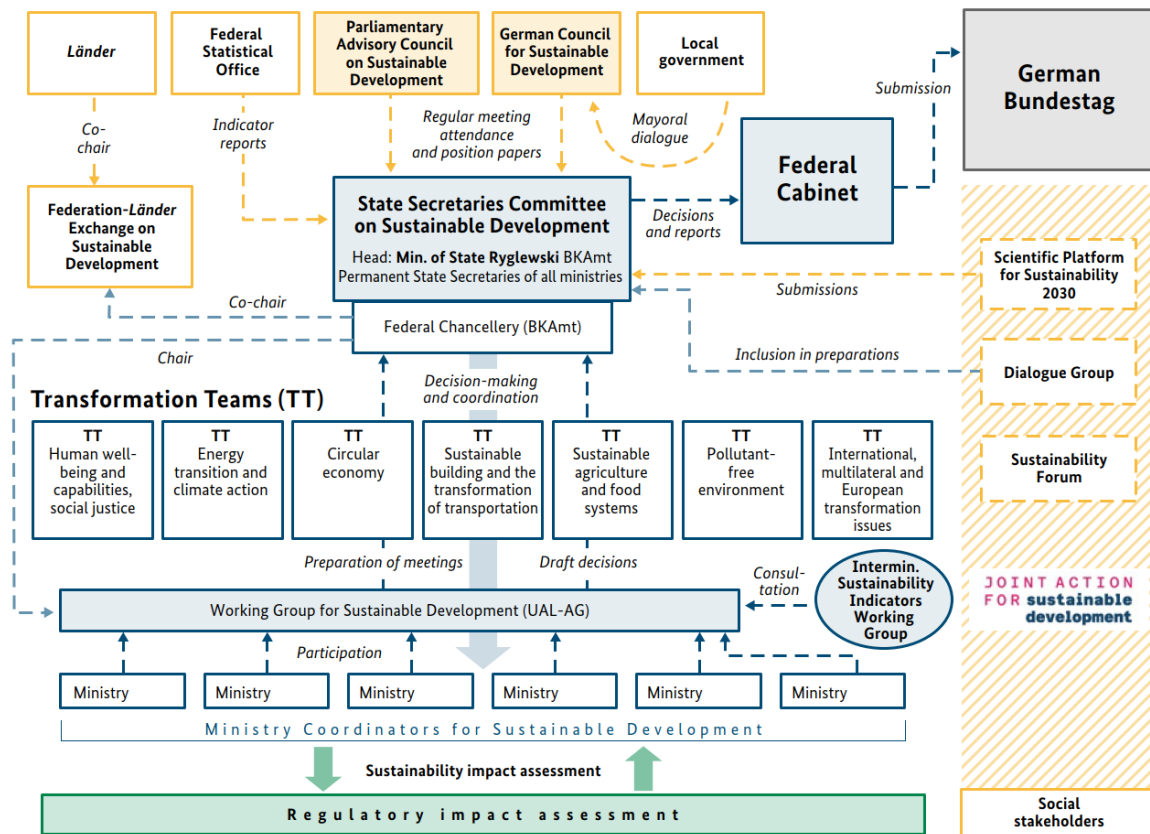 Länder
Federal
Statistical
Office
Parliamentary
Advisory Council
on Sustainable
Development
German Council
for Sustainable
Development
Local
government
German
Bundestag
Submission
Co-
chair
Indicator
reports
Regular meeting
attendance
and position papers
Mayoral
dialogue
Federal
Cabinet
Federation-Länder
Exchange on
Sustainable
Development
State Secretaries Committee
on Sustainable Development
Head: Min. of State Ryglewski BKAmt
Permanent State Secretaries of all ministries
Decisions
and reports
Scientific Platform
for Sustainability
2030
Submissions
Co-chair
Federal Chancellery (BKAmt)
Chair
Inclusion in preparations
Dialogue Group
Decision-making
and coordination
Transformation Teams (TT)
TT
Human well-
being and
capabilities,
social justice
TT
Energy
transition and
climate action
TT
Circular
economy
TT
Sustainable
building and the
transformation
of transportation
TT
Sustainable
agriculture
and food
systems
TT
Pollutant-
free
environment
TT
International,
multilateral and
European
transformation
issues
Sustainability
Forum
Preparation of meetings
Draft decisions
Consul-
tation
Intermin.
Sustainability
Indicators
Working
Group
JOINT ACTION
FOR sustainable
development
Working Group for Sustainable Development (UAL-AG)
Participation
Ministry
Ministry
Ministry
Ministry
Ministry
Ministry
Ministry Coordinators for Sustainable Development
Sustainability impact assessment
Regulatory impact assessment
Social
stakeholders